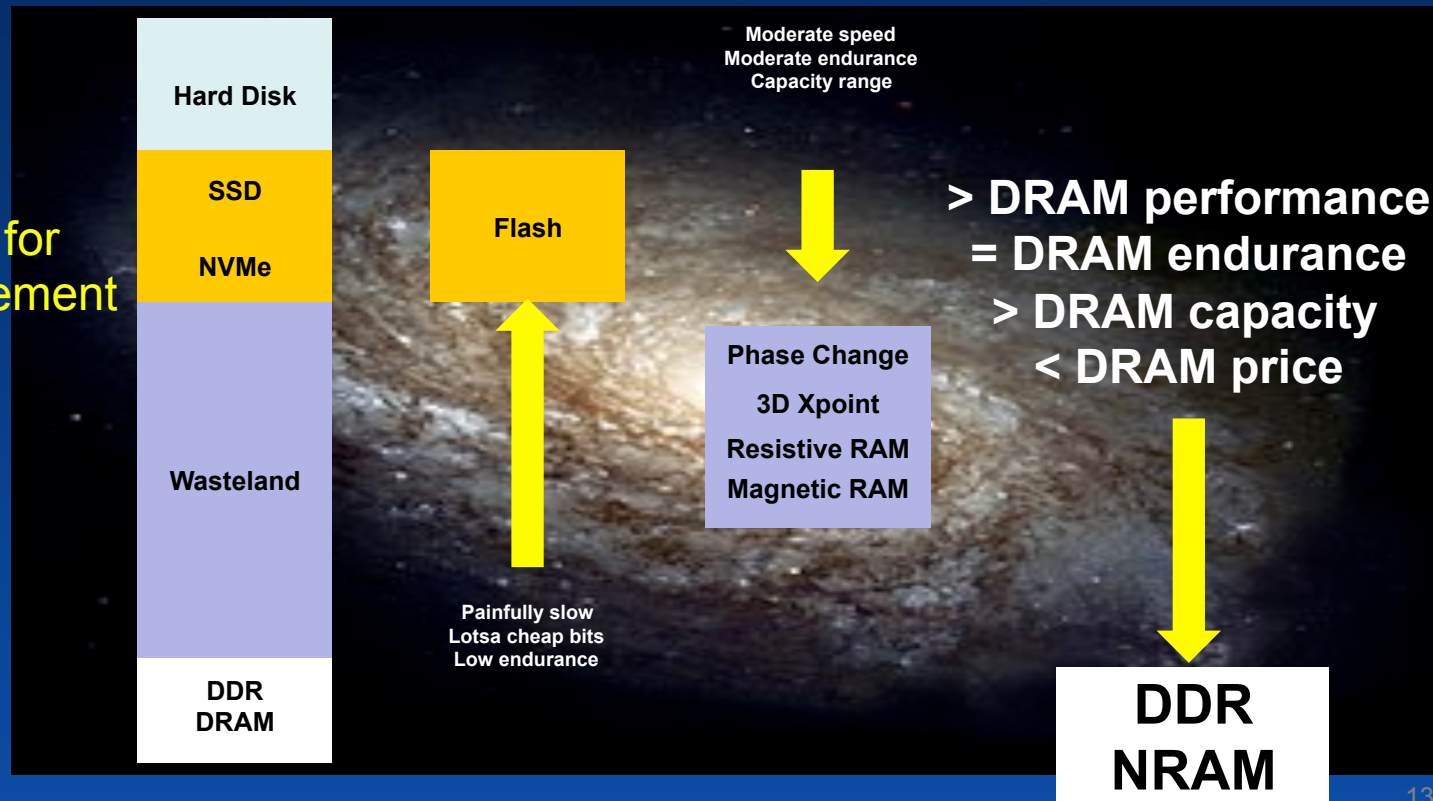 Hard Disk
SSD
NVMe
for
Wasteland
DDR
DRAM
Flash
Painfully slow
Lotsa cheap bits
Low endurance
Moderate speed
Moderate endurance
Capacity range
Phase Change
3D Xpoint
Resistive RAM
Magnetic RAM
> DRAM performance
= DRAM endurance
> DRAM capacity
< DRAM price
DDR
NRAM
13